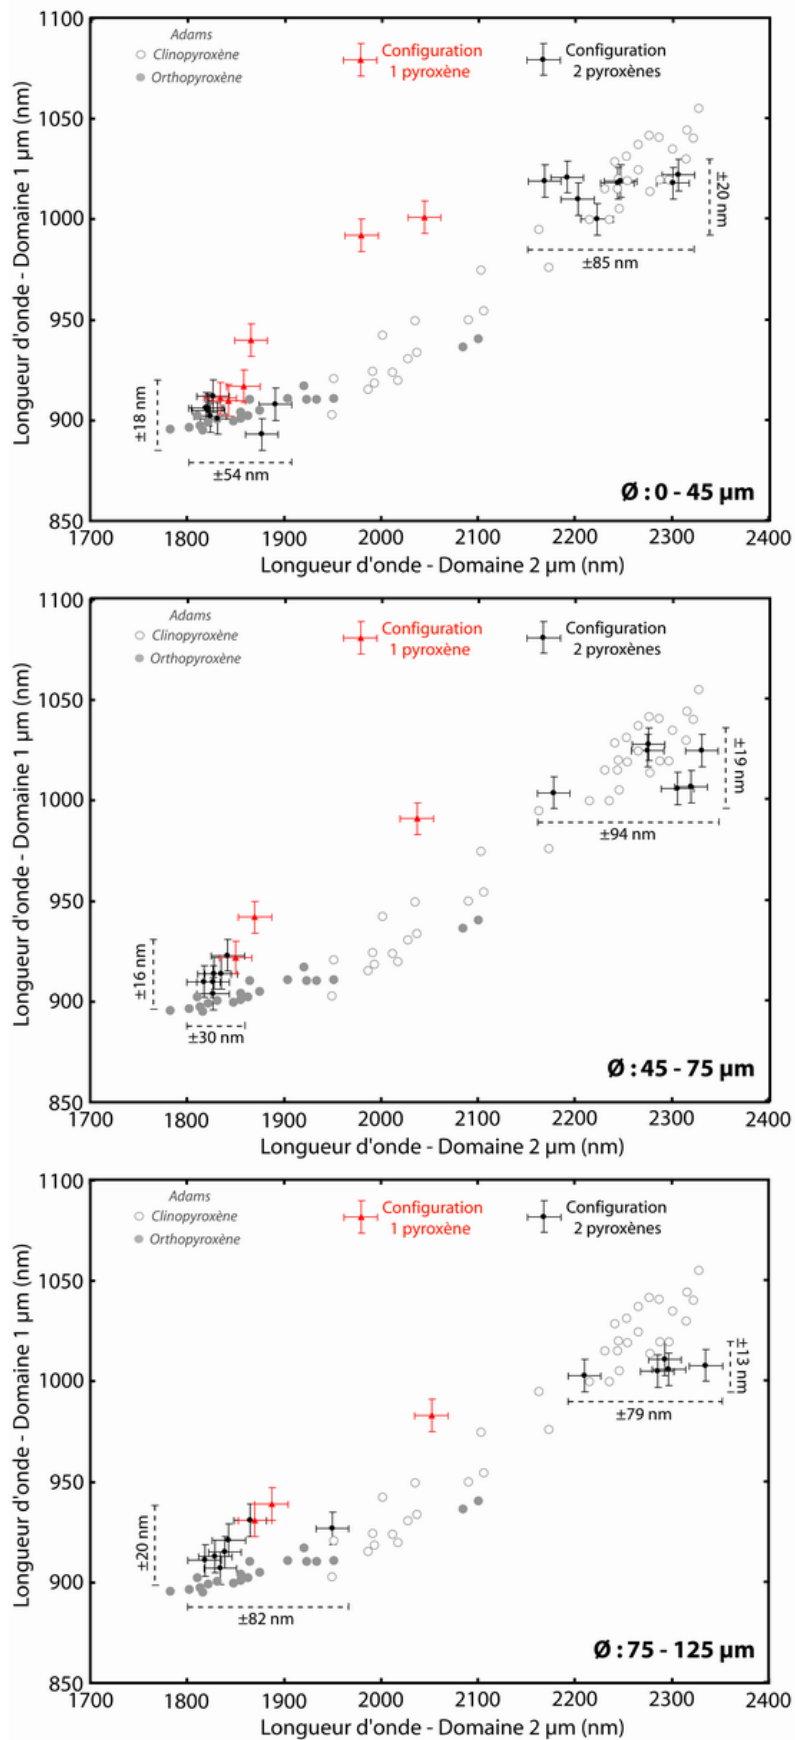 1100
1050
1000
950
900
850
Longueur d'onde - Domaine 1 µm (nm)
Adams
Clinopyroxène
Orthopyroxène
Configuration
1 pyroxène
Configuration
2 pyroxènes
±20 nm
±85 nm
±18 nm
±54 nm
Ø : 0 - 45 µm
1700 1800 1900 2000 2100 2200 2300 2400
Longueur d'onde - Domaine 2 µm (nm)
1100
1050
1000
950
900
850
Longueur d'onde - Domaine 1 µm (nm)
Adams
Clinopyroxène
Orthopyroxène
Configuration
1 pyroxène
Configuration
2 pyroxènes
±19 nm
±94 nm
±16 nm
±30 nm
Ø : 45 - 75 µm
1700 1800 1900 2000 2100 2200 2300 2400
Longueur d'onde - Domaine 2 µm (nm)
1100
1050
1000
950
900
850
Longueur d'onde - Domaine 1 µm (nm)
Adams
Clinopyroxène
Orthopyroxène
Configuration
1 pyroxène
Configuration
2 pyroxènes
±13 nm
±79 nm
±20 nm
±82 nm
Ø : 75 - 125 µm
1700 1800 1900 2000 2100 2200 2300 2400
Longueur d'onde - Domaine 2 µm (nm)